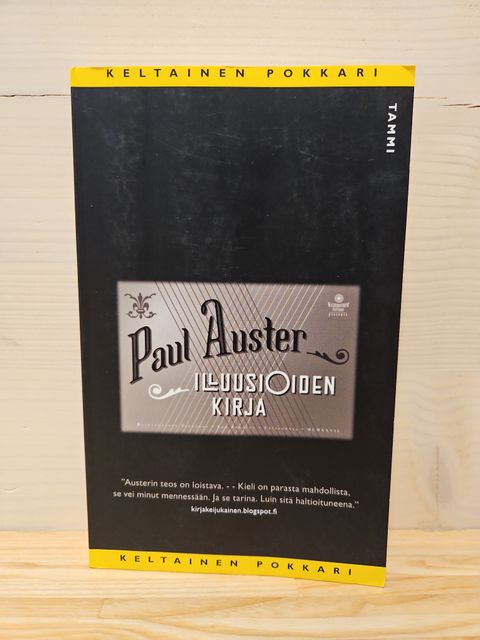 KELTAINEN POKKARI
TAMMI
Paul Auster
ILLUUSIOIDEN
KIRJA
"Austerin teos on loistava. - - Kieli on parasta mahdollista,
se vei minut mennessään. Ja se tarina. Luin sitä haltioituneena."
kirjakeijukainen.blogspot.fi
KELTAINEN POKKARI